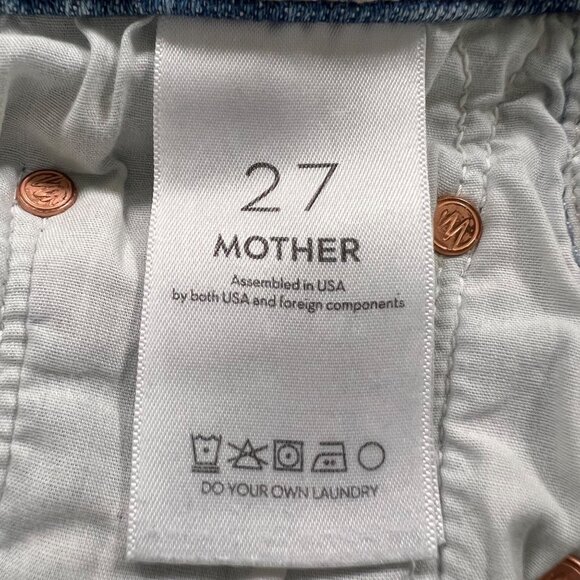 27
MOTHER
Assembled in USA
by both USA and foreign components
DO YOUR OWN LAUNDRY